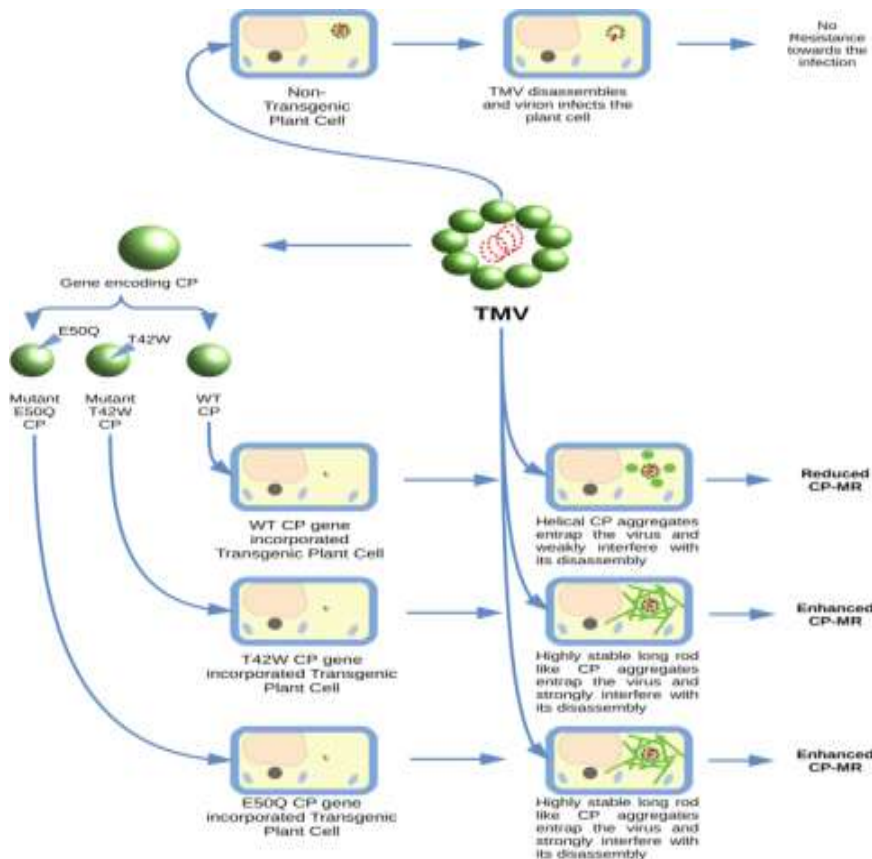 Non-
Transgenic
Plant Cell
TMV disassembles
and virion infects the
plant cell
No
Resistance
towards the
infection
Gene encoding CP
TMV
E50Q
T42W
Mutant
E50Q
CP
Mutant
T42W
CP
WT
CP
WT CP gene
incorporated
Transgenic Plant Cell
Helical CP aggregates
entrap the virus and
weakly interfere with
its disassembly
Reduced
CP-MR
T42W CP gene
incorporated Transgenic
Plant Cell
Highly stable long rod
like CP aggregates
entrap the virus and
strongly interfere with
its disassembly
Enhanced
CP-MR
E50Q CP gene
incorporated Transgenic
Plant Cell
Highly stable long rod
like CP aggregates
entrap the virus and
strongly interfere with
its disassembly
Enhanced
CP-MR